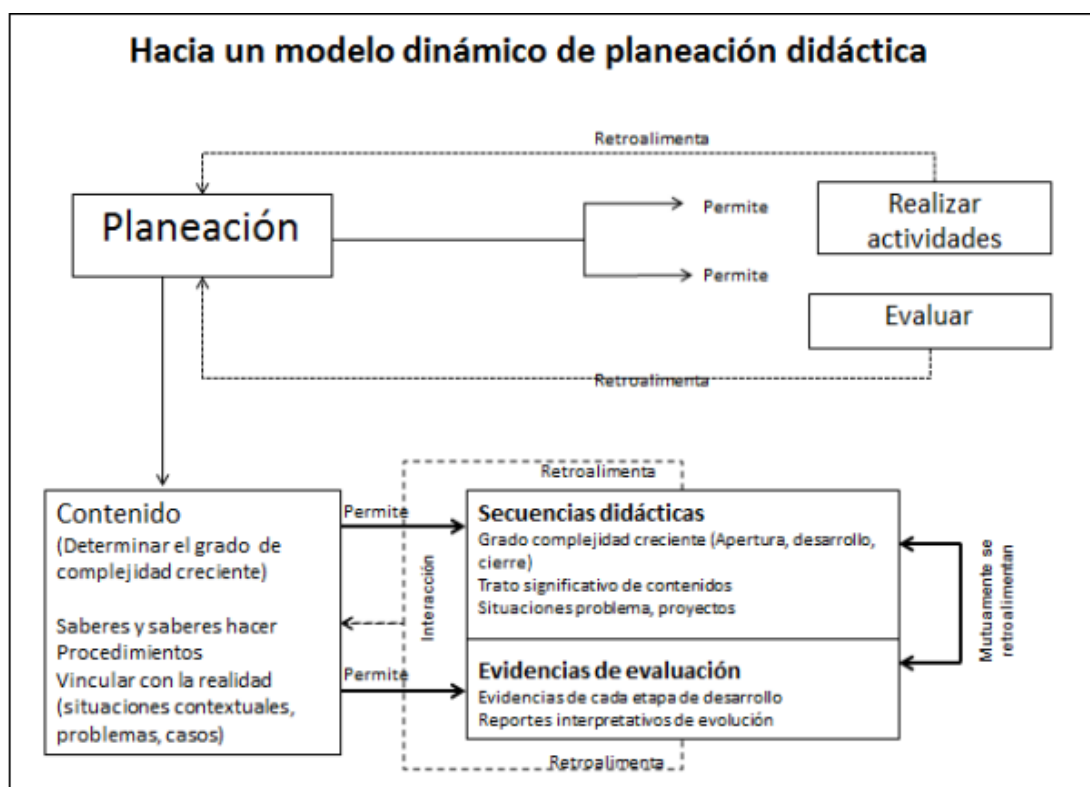 Hacia un modelo dinámico de planeación didáctica
Retroalimenta
Planeación
Permite
Realizar
actividades
Permite
Evaluar
Retroalimenta
Retroalimenta
Contenido
(Determinar el grado de
complejidad creciente)
Saberes y saberes hacer
Procedimientos
Vincular con la realidad
(situaciones contextuales,
problemas, casos)
Permite
Permite
Interacción
Secuencias didácticas
Grado complejidad creciente (Apertura, desarrollo,
cierre)
Trato significativo de contenidos
Situaciones problema, proyectos
Evidencias de evaluación
Evidencias de cada etapa de desarrollo
Reportes interpretativos de evolución
Mutuamente se
retroalimentan
Retroalimenta